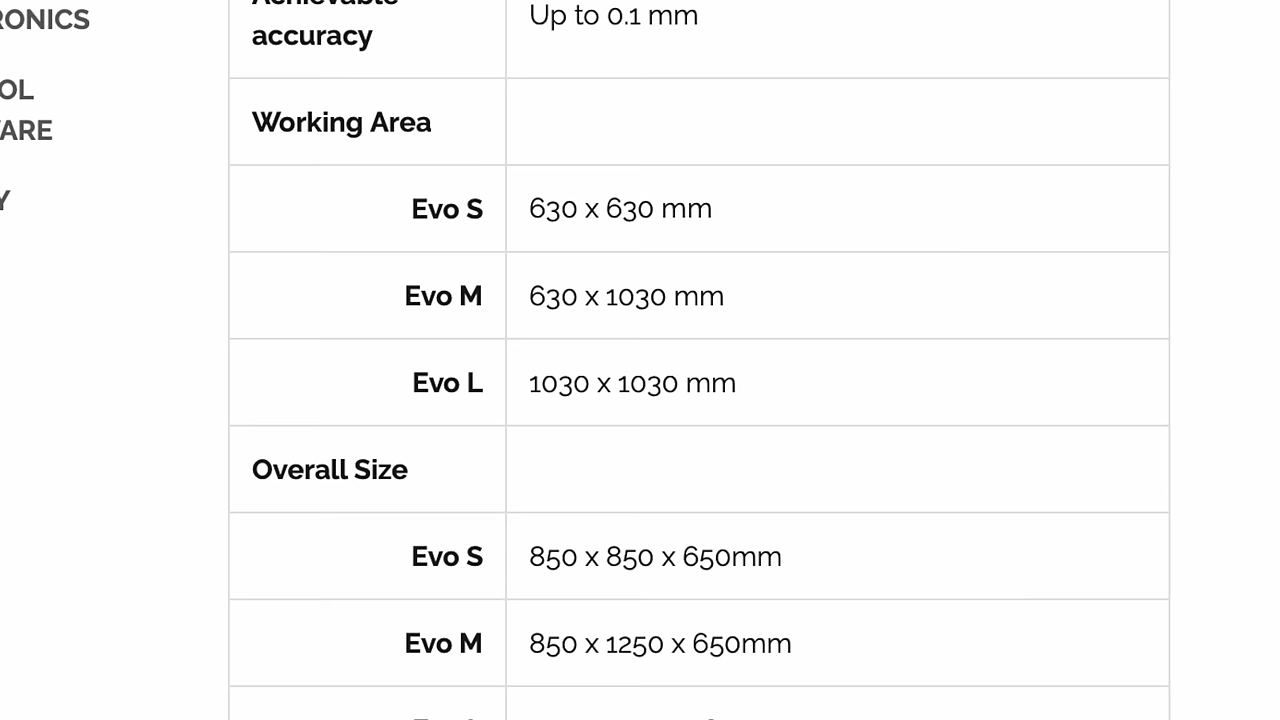 RONICS
OL
ARE
Y
Achievable
accuracy
Up to 0.1 mm
Working Area
Evo S
630 x 630 mm
Evo M
630 x 1030 mm
Evo L
1030 x 1030 mm
Overall Size
Evo S
850 x 850 x 650mm
Evo M
850 x 1250 x 650mm